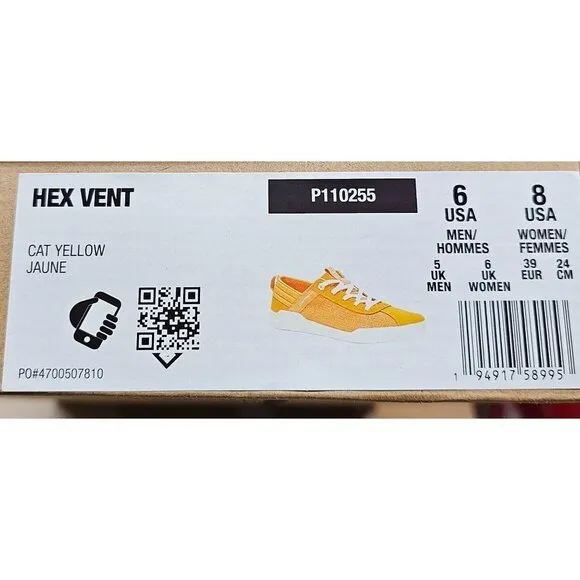 HEX VENT
P110255
6
USA
MEN/
HOMMES
8
USA
WOMEN/
FEMMES
CAT YELLOW
JAUNE
5
UK
MEN
6
UK
WOMEN
39
EUR
24
CM
PO#4700507810
1 94917 58995